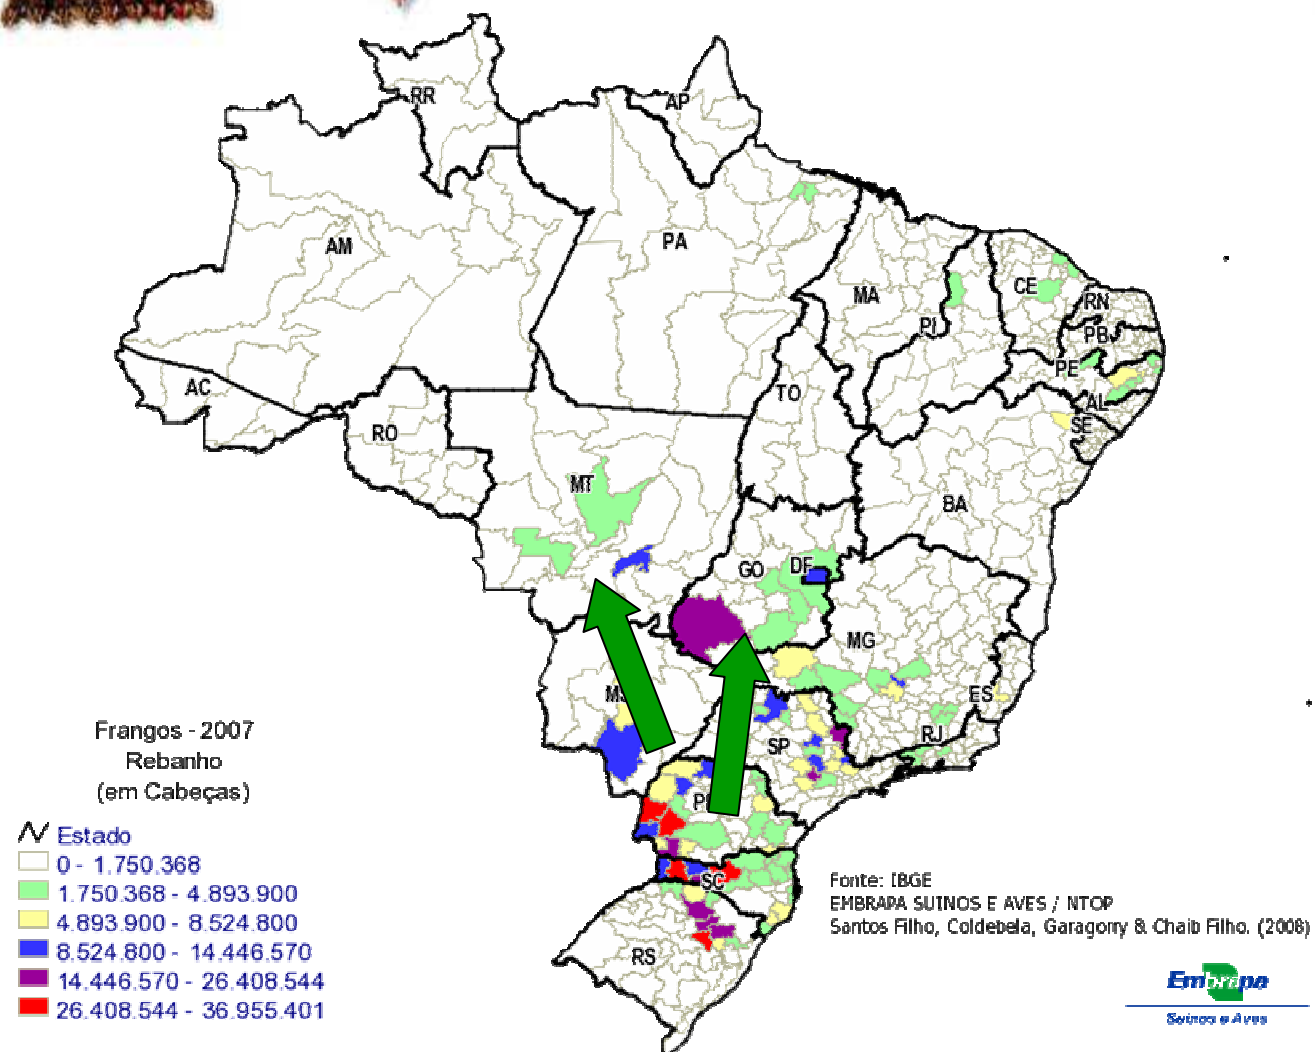 RR
AP
AM
PA
MA
CE
RN
PI
PB
PE
AC
TO
AL
SE
RO
MT
BA
GO
DF
MG
MS
ES
RJ
SP
SC
RS
Frangos - 2007
Rebanho
(em Cabeças)
Estado
0 - 1.750.368
1.750.368 - 4.893.900
4.893.900 - 8.524.800
8.524.800 - 14.446.570
14.446.570 - 26.408.544
26.408.544 - 36.955.401
Fonte: IBGE
EMBRAPA SUINOS E AVES / NTOP
Santos Filho, Coldebela, Garagorry & Chaib Filho. (2008)
Embrapa
Suínos e Aves